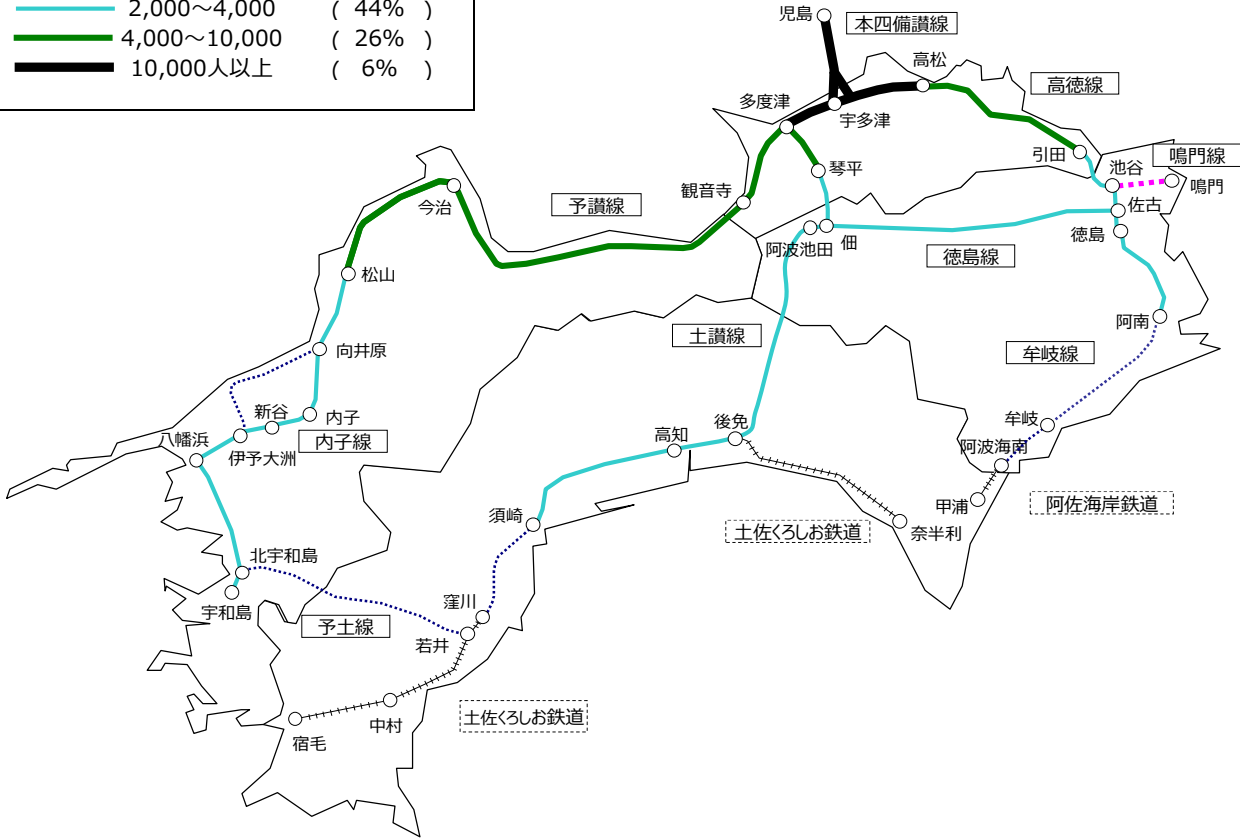 2,000～4,000 ( 44% )
4,000～10,000 ( 26% )
10,000人以上 ( 6% )
児島
本四備讃線
高松
高徳線
多度津
宇多津
引田
鳴門線
池谷
鳴門
琴平
観音寺
今治
予讃線
佐古
徳島
阿波池田
佃
徳島線
松山
阿南
土讃線
向井原
牟岐線
新谷
内子
後免
牟岐
八幡浜
内子線
高知
伊予大洲
阿波海南
甲浦
阿佐海岸鉄道
須崎
土佐くろしお鉄道
奈半利
北宇和島
窪川
宇和島
予土線
若井
土佐くろしお鉄道
中村
宿毛